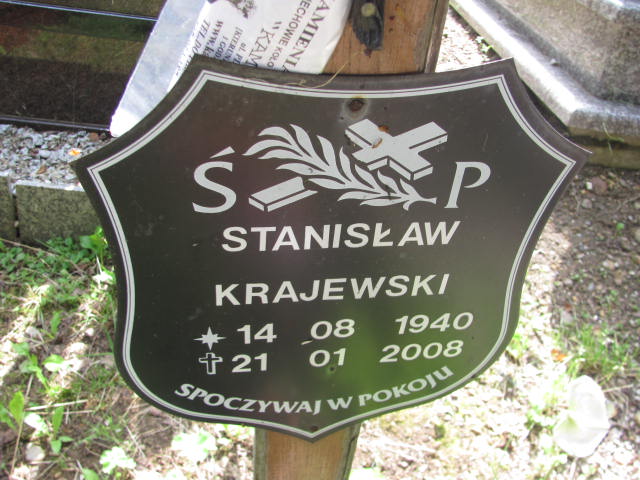 Ś P
STANISŁAW
KRAJEWSKI
14 08 1940
21 01 2008
SPOCZYWAJ W POKOJU